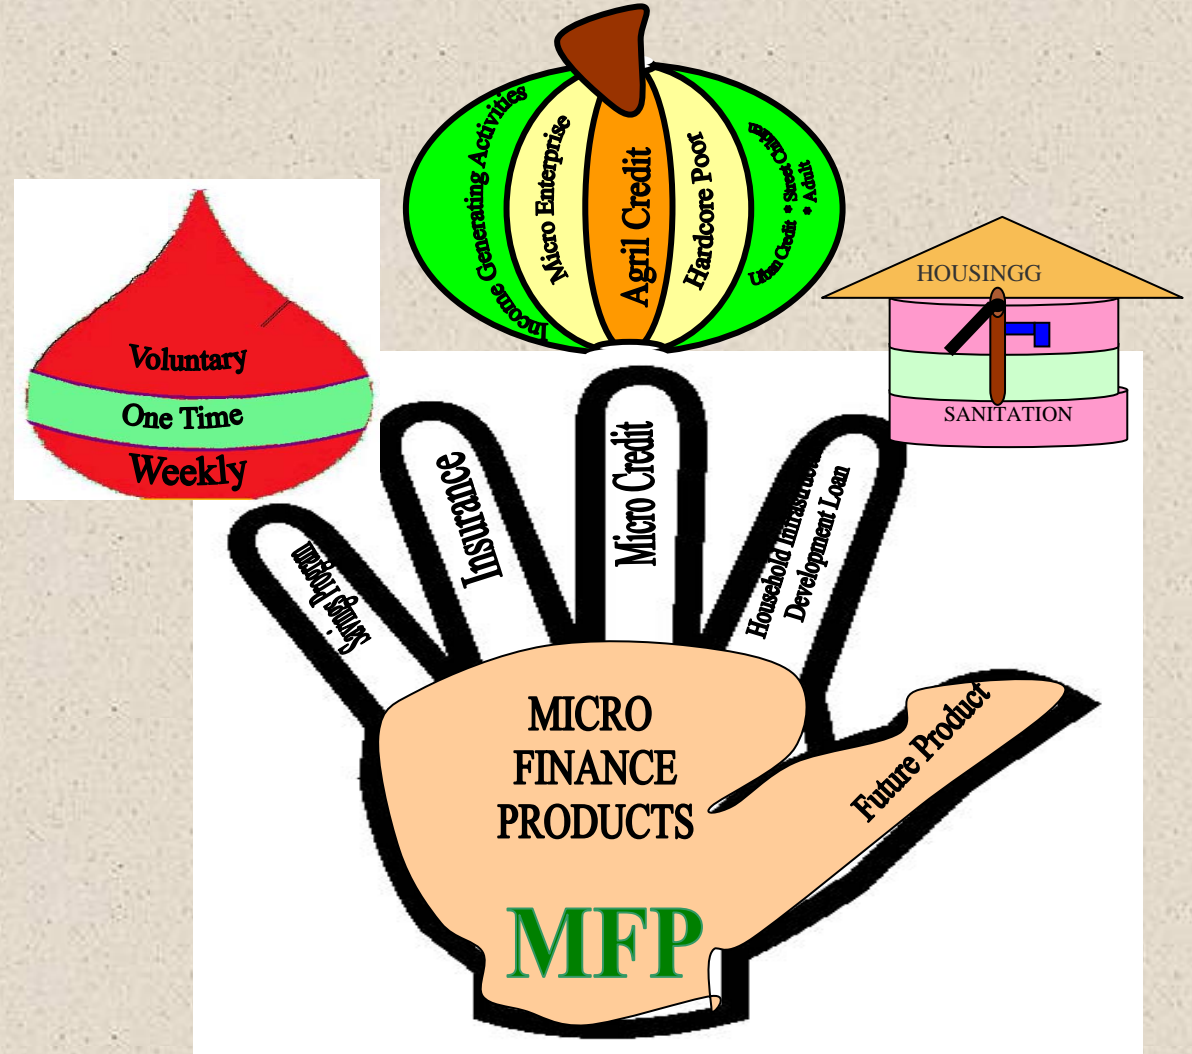 Income Generating Activities
Micro Enterprise
Agril Credit
Hardcore Poor
Urban Credit * Street Children
* Adult
HOUSINGG
SANITATION
Voluntary
One Time
Weekly
Savings Program
Insurance
Micro Credit
Household
Development Loan
Future Product
MICRO
FINANCE
PRODUCTS
MFP